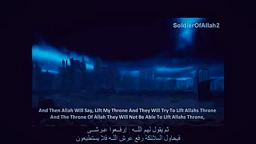 SoldierOfAllah2
And Then Allah Will Say, Lift My Throne And They Will Try To Lift Allahs Throne
And The Throne Of Allah They Will Not Be Able To Lift Allahs Throne,
ثم يقول لهم الله : أرفعوا عرشي
فيحاول الملائكة رفع عرش الله فلا يستطيعون